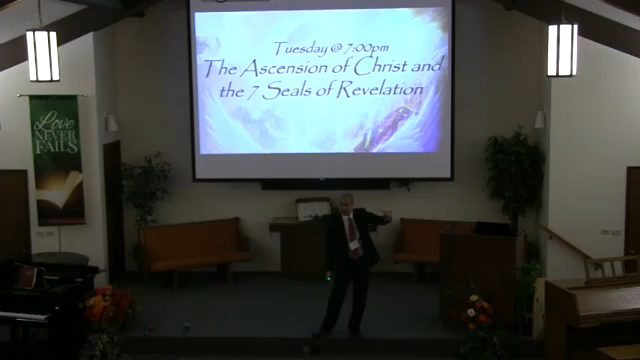 Tuesday @ 7:00pm
The Ascension of Christ and
the 7 Seals of Revelation
Love
NEVER
FAILS